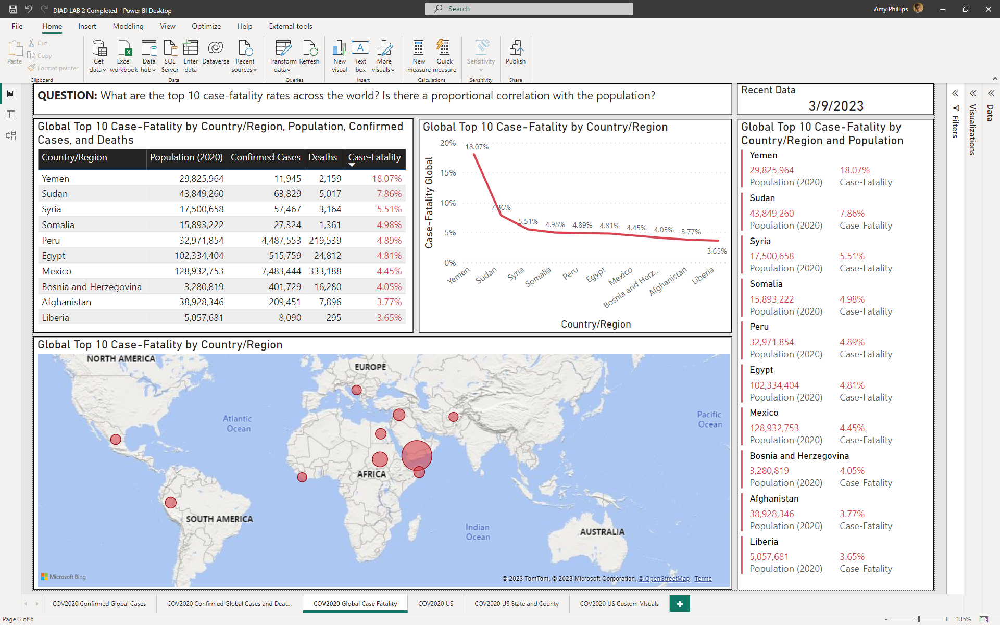 DIAD LAB 2 Completed - Power BI Desktop
Search
Amy Phillips
File Home Insert Modeling View Optimize Help External tools
Paste
Cut
Copy
Format painter
Clipboard
Get data
Excel workbook
Data hub
SQL Server
Enter data
Dataverse
Recent sources
Data
Transform data
Refresh
Queries
New visual
Text box
More visuals
Insert
New measure
Quick measure
Calculations
Sensitivity
Sensitivity
Publish
Share
QUESTION: What are the top 10 case-fatality rates across the world? Is there a proportional correlation with the population?
Recent Data
3/9/2023
Filters
Visualizations
Data
Global Top 10 Case-Fatality by Country/Region, Population, Confirmed
Cases, and Deaths
Country/Region Population (2020) Confirmed Cases Deaths Case-Fatality
Yemen 29,825,964 11,945 2,159 18.07%
Sudan 43,849,260 63,829 5,017 7.86%
Syria 17,500,658 57,467 3,164 5.51%
Somalia 15,893,222 27,324 1,361 4.98%
Peru 32,971,854 4,487,553 219,539 4.89%
Egypt 102,334,404 515,759 24,812 4.81%
Mexico 128,932,753 7,483,444 333,188 4.45%
Bosnia and Herzegovina 3,280,819 401,729 16,280 4.05%
Afghanistan 38,928,346 209,451 7,896 3.77%
Liberia 5,057,681 8,090 295 3.65%
Global Top 10 Case-Fatality by Country/Region
Case-Fatality Global
20%
15%
10%
5%
0%
18.07%
7.86%
5.51%
4.98%
4.89%
4.81%
4.45%
4.05%
3.77%
3.65%
Yemen
Sudan
Syria
Somalia
Peru
Egypt
Mexico
Bosnia and Herz...
Afghanistan
Liberia
Country/Region
Global Top 10 Case-Fatality by
Country/Region and Population
Yemen
29,825,964 18.07%
Population (2020) Case-Fatality
Sudan
43,849,260 7.86%
Population (2020) Case-Fatality
Syria
17,500,658 5.51%
Population (2020) Case-Fatality
Somalia
15,893,222 4.98%
Population (2020) Case-Fatality
Peru
32,971,854 4.89%
Population (2020) Case-Fatality
Egypt
102,334,404 4.81%
Population (2020) Case-Fatality
Mexico
128,932,753 4.45%
Population (2020) Case-Fatality
Bosnia and Herzegovina
3,280,819 4.05%
Population (2020) Case-Fatality
Afghanistan
38,928,346 3.77%
Population (2020) Case-Fatality
Liberia
5,057,681 3.65%
Population (2020) Case-Fatality
Global Top 10 Case-Fatality by Country/Region
NORTH AMERICA
EUROPE
Atlantic
Ocean
Pacific
Ocean
AFRICA
SOUTH AMERICA
Indian
Ocean
AUSTRALIA
Microsoft Bing
© 2023 TomTom, © 2023 Microsoft Corporation, © OpenStreetMap Terms
COV2020 Confirmed Global Cases
COV2020 Confirmed Global Cases and Deat...
COV2020 Global Case Fatality
COV2020 US
COV2020 US State and County
COV2020 US Custom VIsuals
+
Page 3 of 6
- + 135%